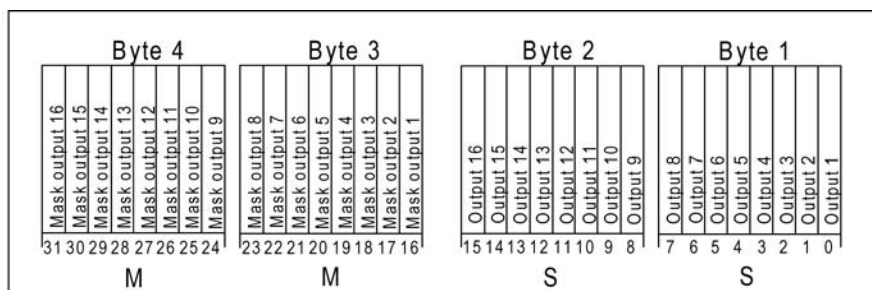 Byte 4 Byte 3 Byte 2 Byte 1
Mask output 16
Mask output 15
Mask output 14
Mask output 13
Mask output 12
Mask output 11
Mask output 10
Mask output 9
Mask output 8
Mask output 7
Mask output 6
Mask output 5
Mask output 4
Mask output 3
Mask output 2
Mask output 1
Output 16
Output 15
Output 14
Output 13
Output 12
Output 11
Output 10
Output 9
Output 8
Output 7
Output 6
Output 5
Output 4
Output 3
Output 2
Output 1
31 30 29 28 27 26 25 24 23 22 21 20 19 18 17 16 15 14 13 12 11 10 9 8 7 6 5 4 3 2 1 0
M M S S